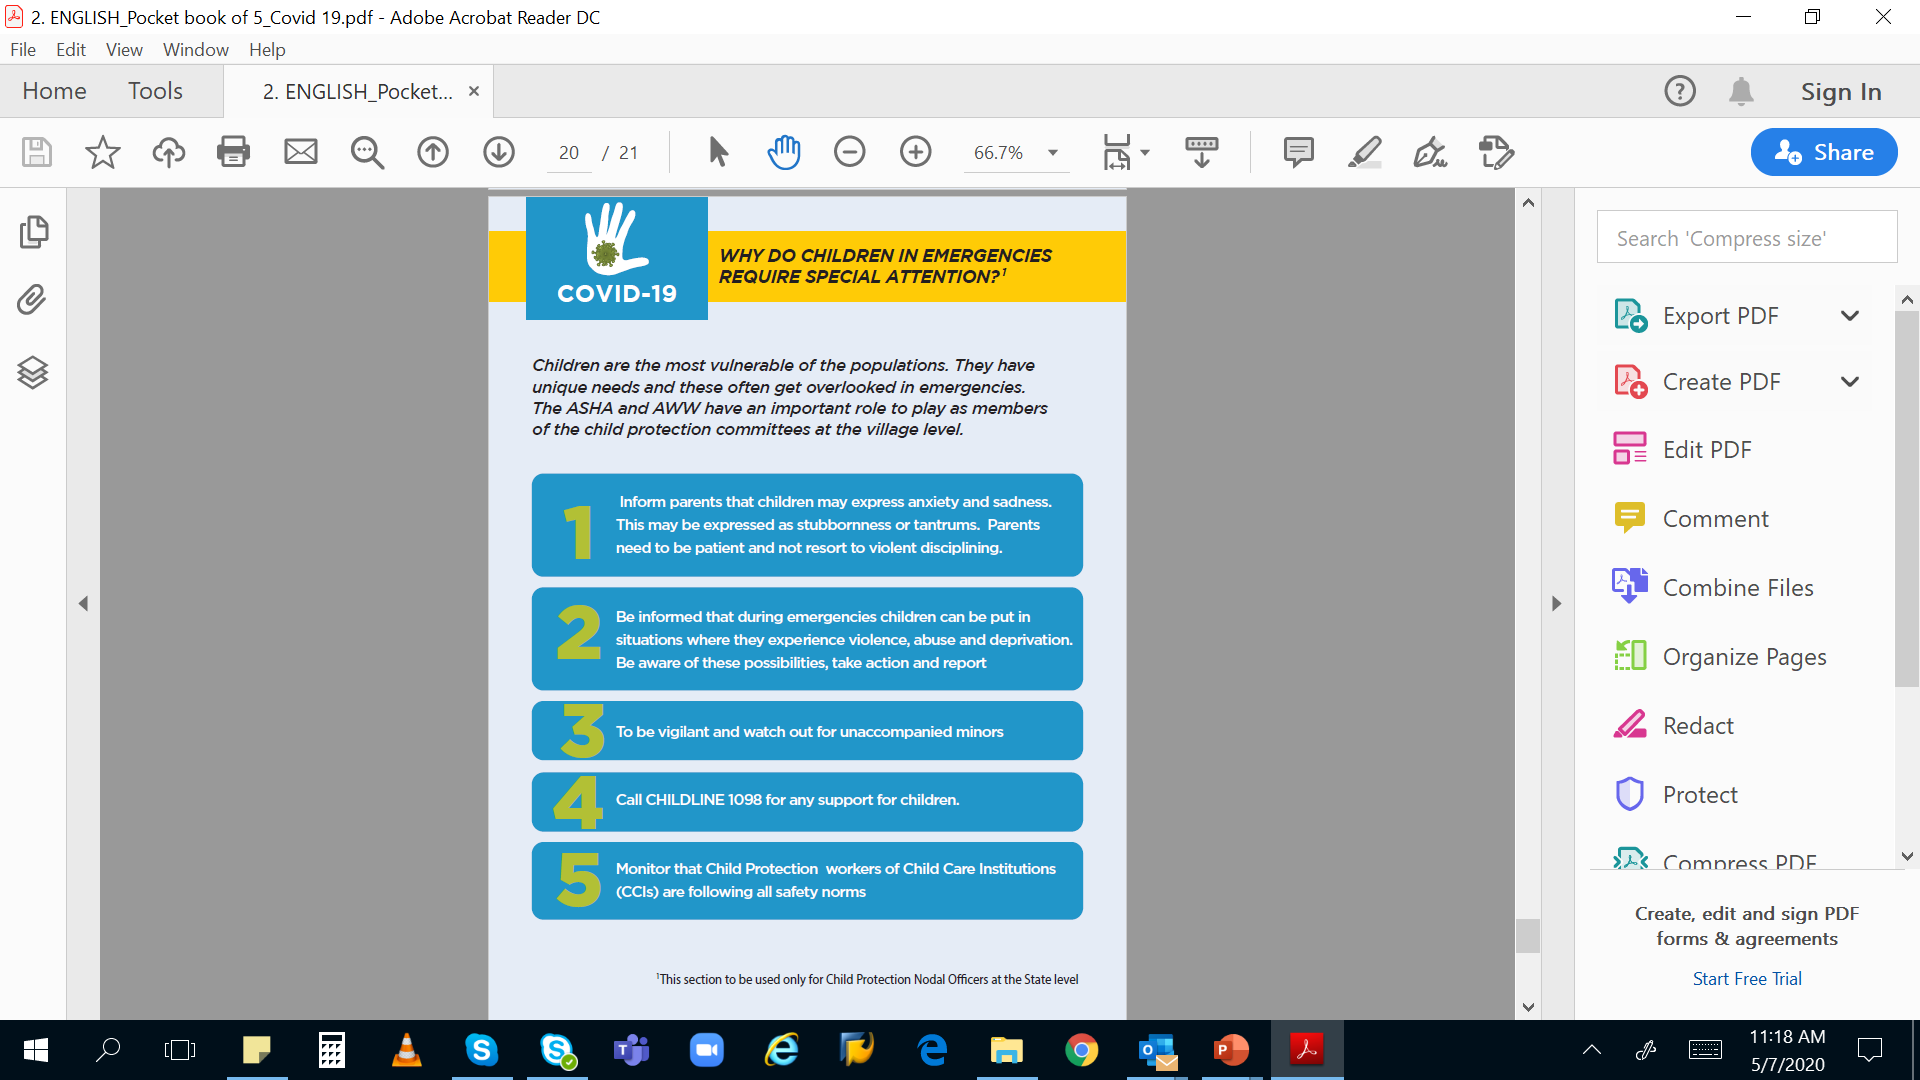 2. ENGLISH_Pocket book of 5_Covid 19.pdf - Adobe Acrobat Reader DC
File Edit View Window Help
Home Tools 2. ENGLISH_Pocket... Sign In
20 / 21 66.7% Share
COVID-19
WHY DO CHILDREN IN EMERGENCIES
REQUIRE SPECIAL ATTENTION?1
Children are the most vulnerable of the populations. They have
unique needs and these often get overlooked in emergencies.
The ASHA and AWW have an important role to play as members
of the child protection committees at the village level.
1
Inform parents that children may express anxiety and sadness.
This may be expressed as stubbornness or tantrums. Parents
need to be patient and not resort to violent disciplining.
2
Be informed that during emergencies children can be put in
situations where they experience violence, abuse and deprivation.
Be aware of these possibilities, take action and report
3 To be vigilant and watch out for unaccompanied minors
4 Call CHILDLINE 1098 for any support for children.
5
Monitor that Child Protection workers of Child Care Institutions
(CCIs) are following all safety norms
1This section to be used only for Child Protection Nodal Officers at the State level
Search 'Compress size'
Export PDF
Create PDF
Edit PDF
Comment
Combine Files
Organize Pages
Redact
Protect
Compress PDF
Create, edit and sign PDF
forms & agreements
Start Free Trial
11:18 AM
5/7/2020